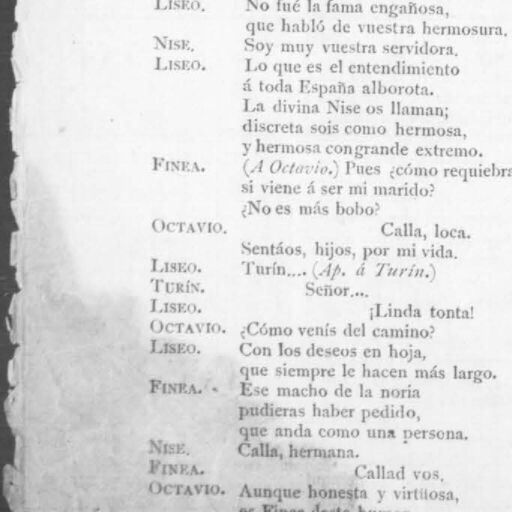 LISEO. No fué la fama engañosa,
que habló de vuestra hermosura.
NISE. Soy muy vuestra servidora.
LISEO. Lo que es el entendimiento
á toda España alborota.
La divina Nise os llaman;
discreta sois como hermosa,
y hermosa congrande extremo.
FINEA. (A Octavio.) Pues ¿cómo requiebra
si viene á ser mi marido?
¿No es más bobo?
OCTAVIO. Calla, loca.
Sentáos, hijos, por mi vida.
LISEO. Turín.... (Ap. á Turín.)
TURÍN. Señor....
LISEO. ¡Linda tonta!
OCTAVIO. ¿Cómo venís del camino?
LISEO. Con los deseos en hoja,
que siempre le hacen más largo.
FINEA. Ese macho de la noria
pudieras haber pedido,
que anda como una persona.
NISE. Calla, hermana.
FINEA. Callad vos.
OCTAVIO. Aunque honesta y virtuosa,
es Finea deste humor